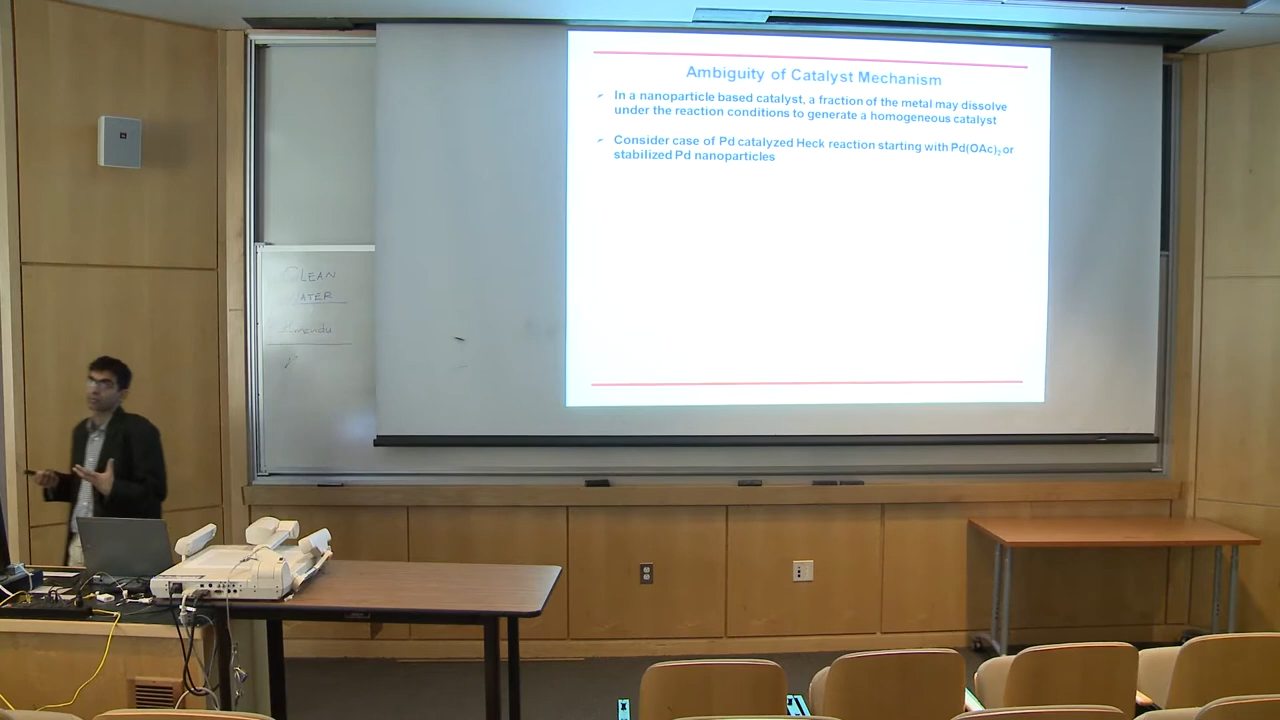 Ambiguity of Catalyst Mechanism
➢ In a nanoparticle based catalyst, a fraction of the metal may dissolve
under the reaction conditions to generate a homogeneous catalyst
➢ Consider case of Pd catalyzed Heck reaction starting with Pd(OAc)₂ or
stabilized Pd nanoparticles
CLEAN
WATER